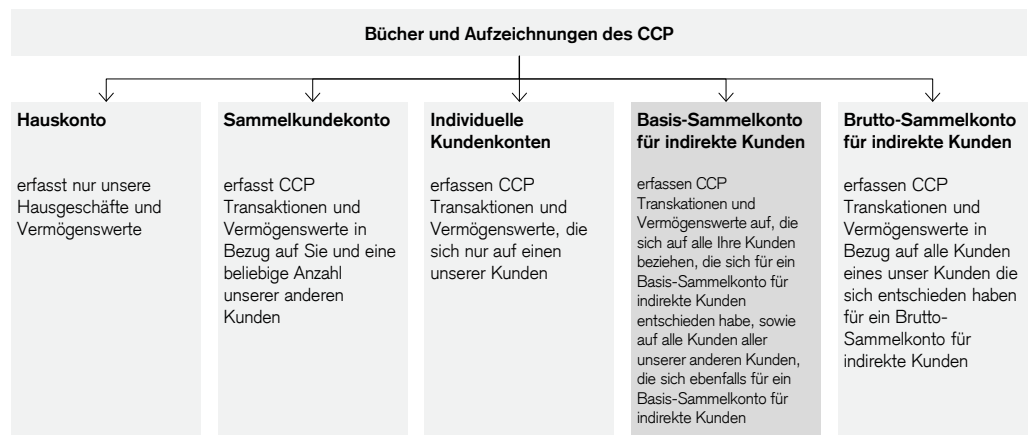 Bücher und Aufzeichnungen des CCP
Hauskonto
erfasst nur unsere
Hausgeschäfte und
Vermögenswerte
Sammelkundekonto
erfasst CCP
Transaktionen und
Vermögenswerte in
Bezug auf Sie und eine
beliebige Anzahl
unserer anderen
Kunden
Individuelle
Kundenkonten
erfassen CCP
Transaktionen und
Vermögenswerte, die
sich nur auf einen
unserer Kunden
Basis-Sammelkonto
für indirekte Kunden
erfassen CCP
Transkationen und
Vermögenswerte auf, die
sich auf alle Ihre Kunden
beziehen, die sich für ein
Basis-Sammelkonto für
indirekte Kunden
entschieden habe, sowie
auf alle Kunden aller
unserer anderen Kunden,
die sich ebenfalls für ein
Basis-Sammelkonto für
indirekte Kunden
Brutto-Sammelkonto
für indirekte Kunden
erfassen CCP
Transkationen und
Vermögenswerte in
Bezug auf alle Kunden
eines unser Kunden die
sich entschieden haben
für ein Brutto-
Sammelkonto für
indirekte Kunden